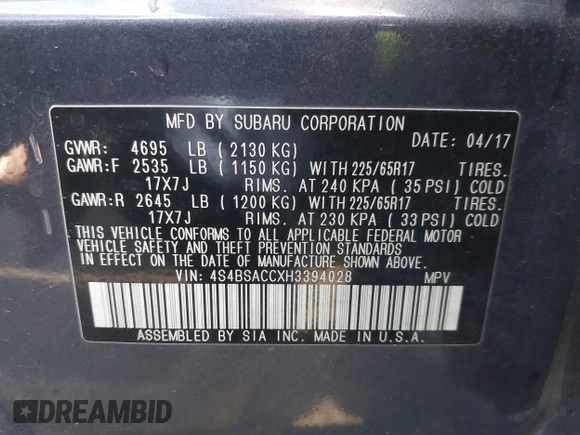 MFD BY SUBARU CORPORATION
GVWR: 4695 LB ( 2130 KG) DATE: 04/17
GAWR:F 2535 LB ( 1150 KG) WITH 225/65R17 TIRES.
17X7J RIMS. AT 240 KPA ( 35 PSI) COLD
GAWR:R 2645 LB ( 1200 KG) WITH 225/65R17 TIRES.
17X7J RIMS. AT 230 KPA ( 33 PSI) COLD
THIS VEHICLE CONFORMS TO ALL APPLICABLE FEDERAL MOTOR
VEHICLE SAFETY AND THEFT PREVENTION STANDARDS
IN EFFECT ON THE DATE OF MANUFACTURE SHOWN ABOVE.
VIN: 4S4BSACCXH3394028 MPV
ASSEMBLED BY SIA INC. MADE IN U.S.A.
DREAMBID